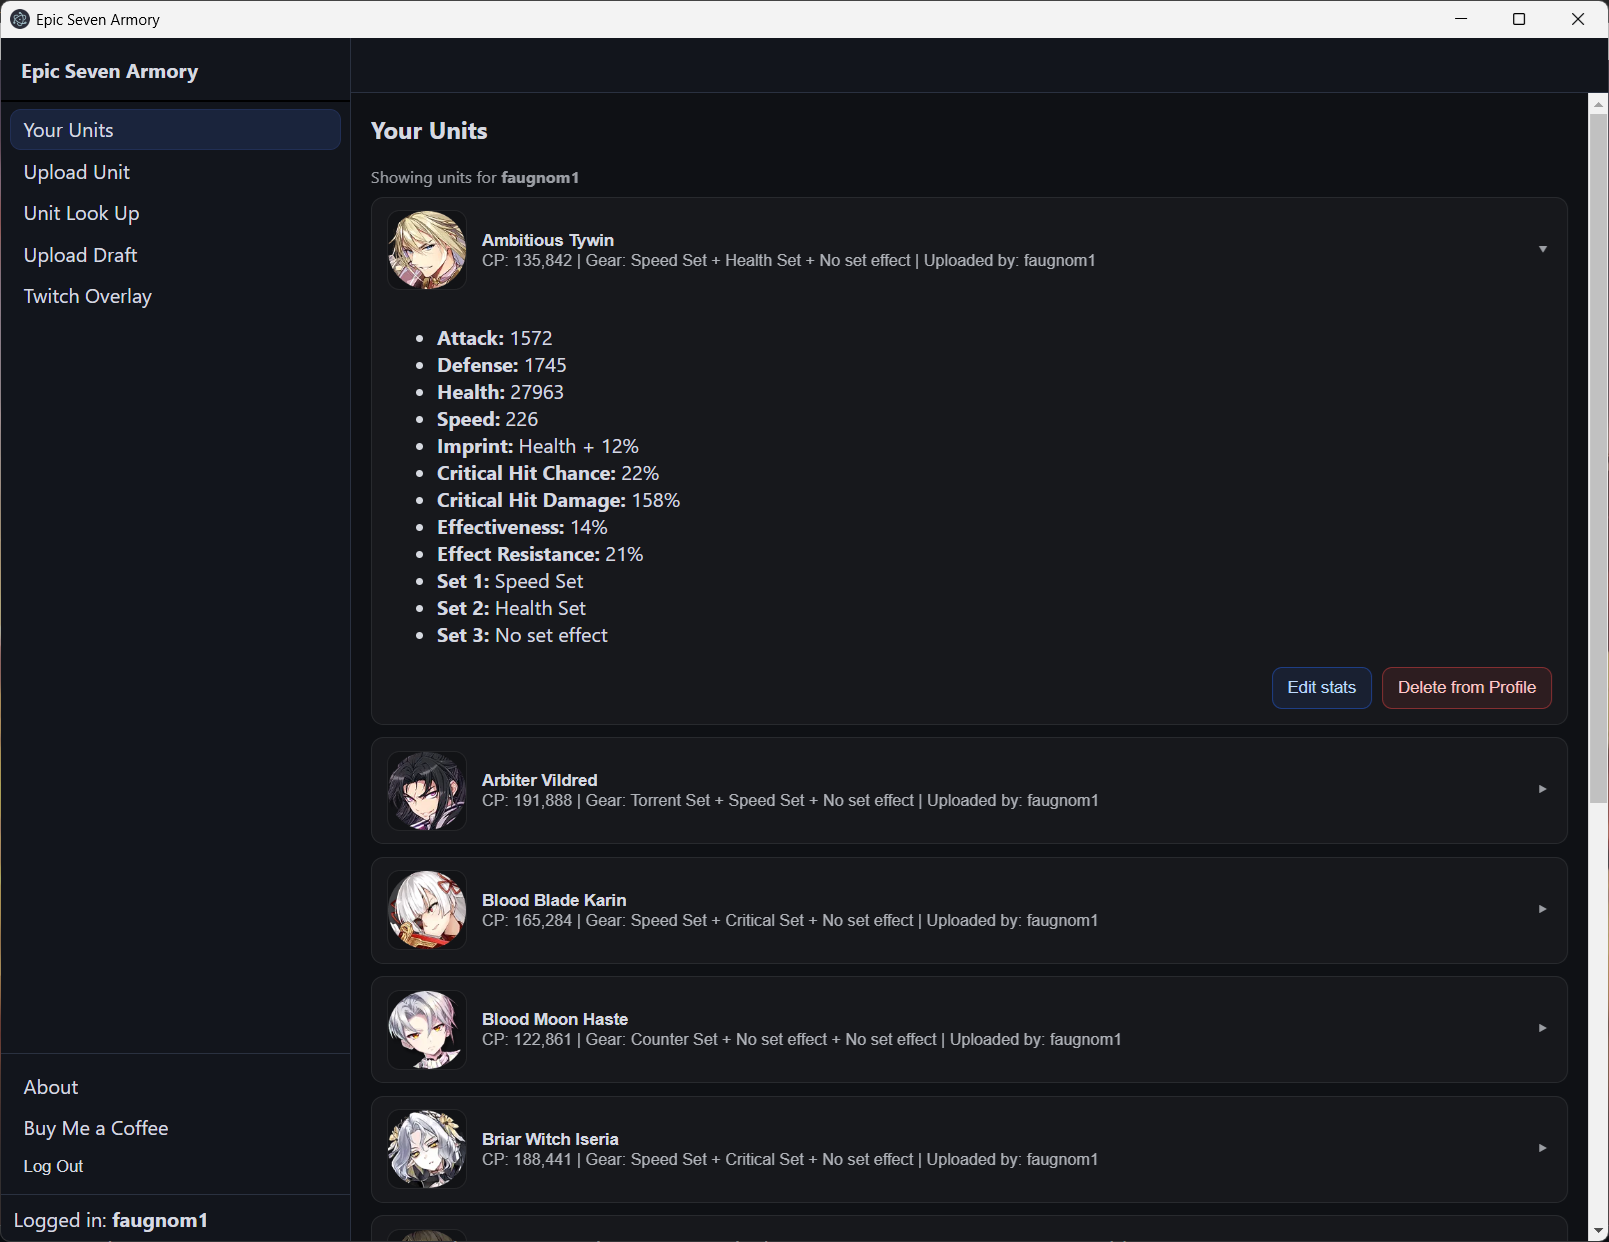 Epic Seven Armory
Epic Seven Armory
Your Units
Upload Unit
Unit Look Up
Upload Draft
Twitch Overlay
About
Buy Me a Coffee
Log Out
Logged in: faugnom1
Your Units
Showing units for faugnom1
Ambitious Tywin
CP: 135,842 | Gear: Speed Set + Health Set + No set effect | Uploaded by: faugnom1
Attack: 1572
Defense: 1745
Health: 27963
Speed: 226
Imprint: Health + 12%
Critical Hit Chance: 22%
Critical Hit Damage: 158%
Effectiveness: 14%
Effect Resistance: 21%
Set 1: Speed Set
Set 2: Health Set
Set 3: No set effect
Edit stats
Delete from Profile
Arbiter Vildred
CP: 191,888 | Gear: Torrent Set + Speed Set + No set effect | Uploaded by: faugnom1
Blood Blade Karin
CP: 165,284 | Gear: Speed Set + Critical Set + No set effect | Uploaded by: faugnom1
Blood Moon Haste
CP: 122,861 | Gear: Counter Set + No set effect + No set effect | Uploaded by: faugnom1
Briar Witch Iseria
CP: 188,441 | Gear: Speed Set + Critical Set + No set effect | Uploaded by: faugnom1